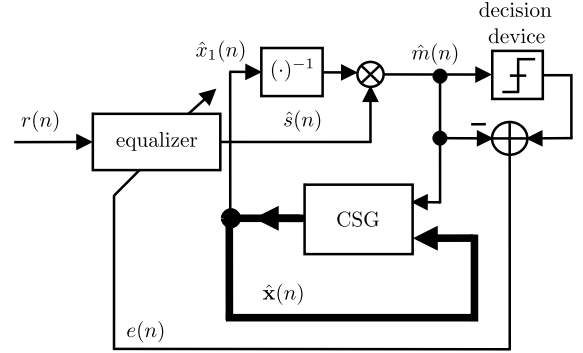 decision
device
x̂₁(n)
(·)⁻¹
m̂(n)
r(n)
equalizer
ŝ(n)
−
CSG
x̂(n)
e(n)